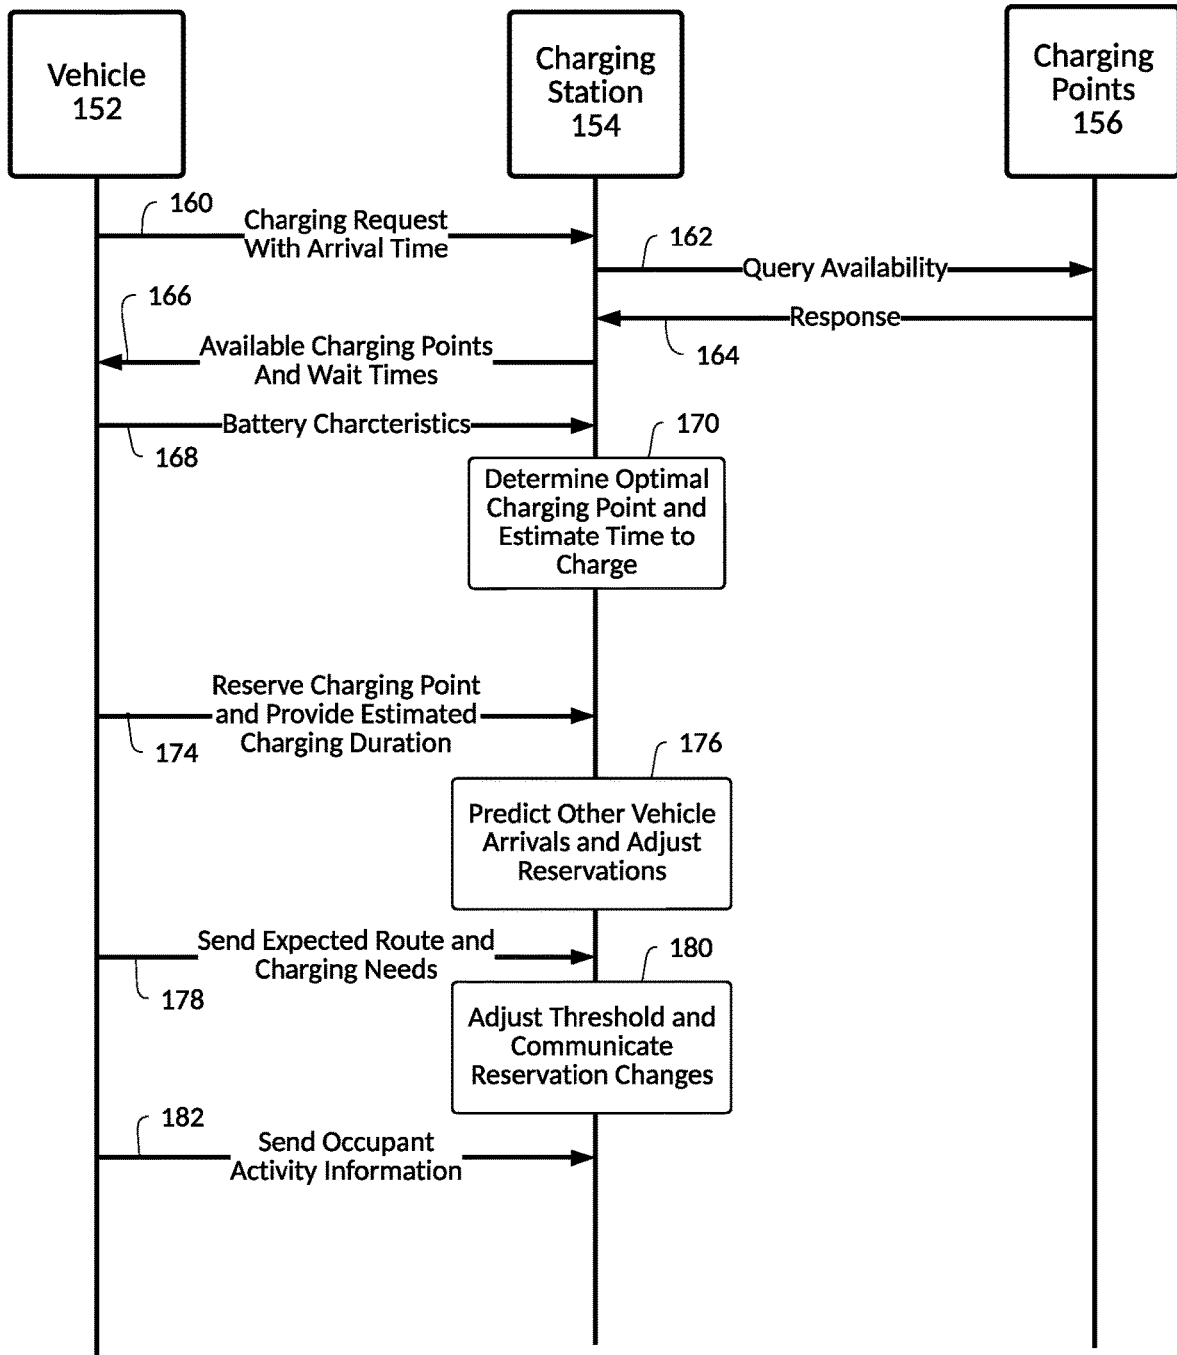 Vehicle
152
Charging
Station
154
Charging
Points
156
160
Charging Request
With Arrival Time
162
Query Availability
166
Response
164
Available Charging Points
And Wait Times
Battery Charcteristics
168
170
Determine Optimal
Charging Point and
Estimate Time to
Charge
Reserve Charging Point
and Provide Estimated
Charging Duration
174
176
Predict Other Vehicle
Arrivals and Adjust
Reservations
Send Expected Route and
Charging Needs
178
180
Adjust Threshold and
Communicate
Reservation Changes
182
Send Occupant
Activity Information